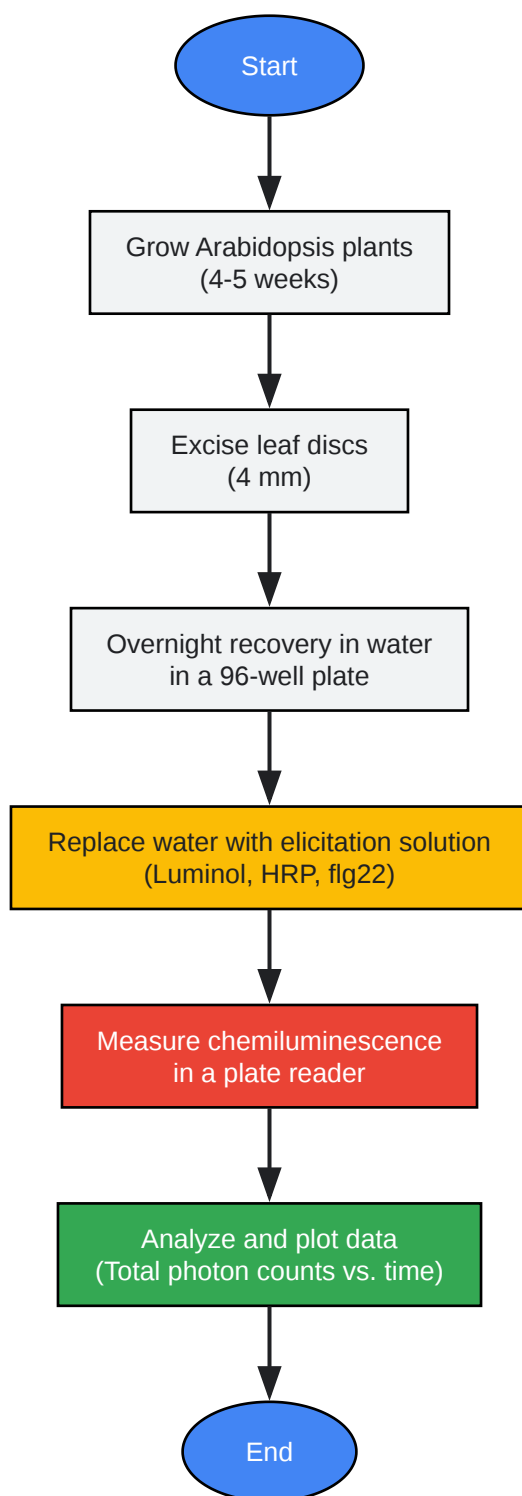 Start
Grow Arabidopsis plants
(4-5 weeks)
Excise leaf discs
(4 mm)
Overnight recovery in water
in a 96-well plate
Replace water with elicitation solution
(Luminol, HRP, flg22)
Measure chemiluminescence
in a plate reader
Analyze and plot data
(Total photon counts vs. time)
End